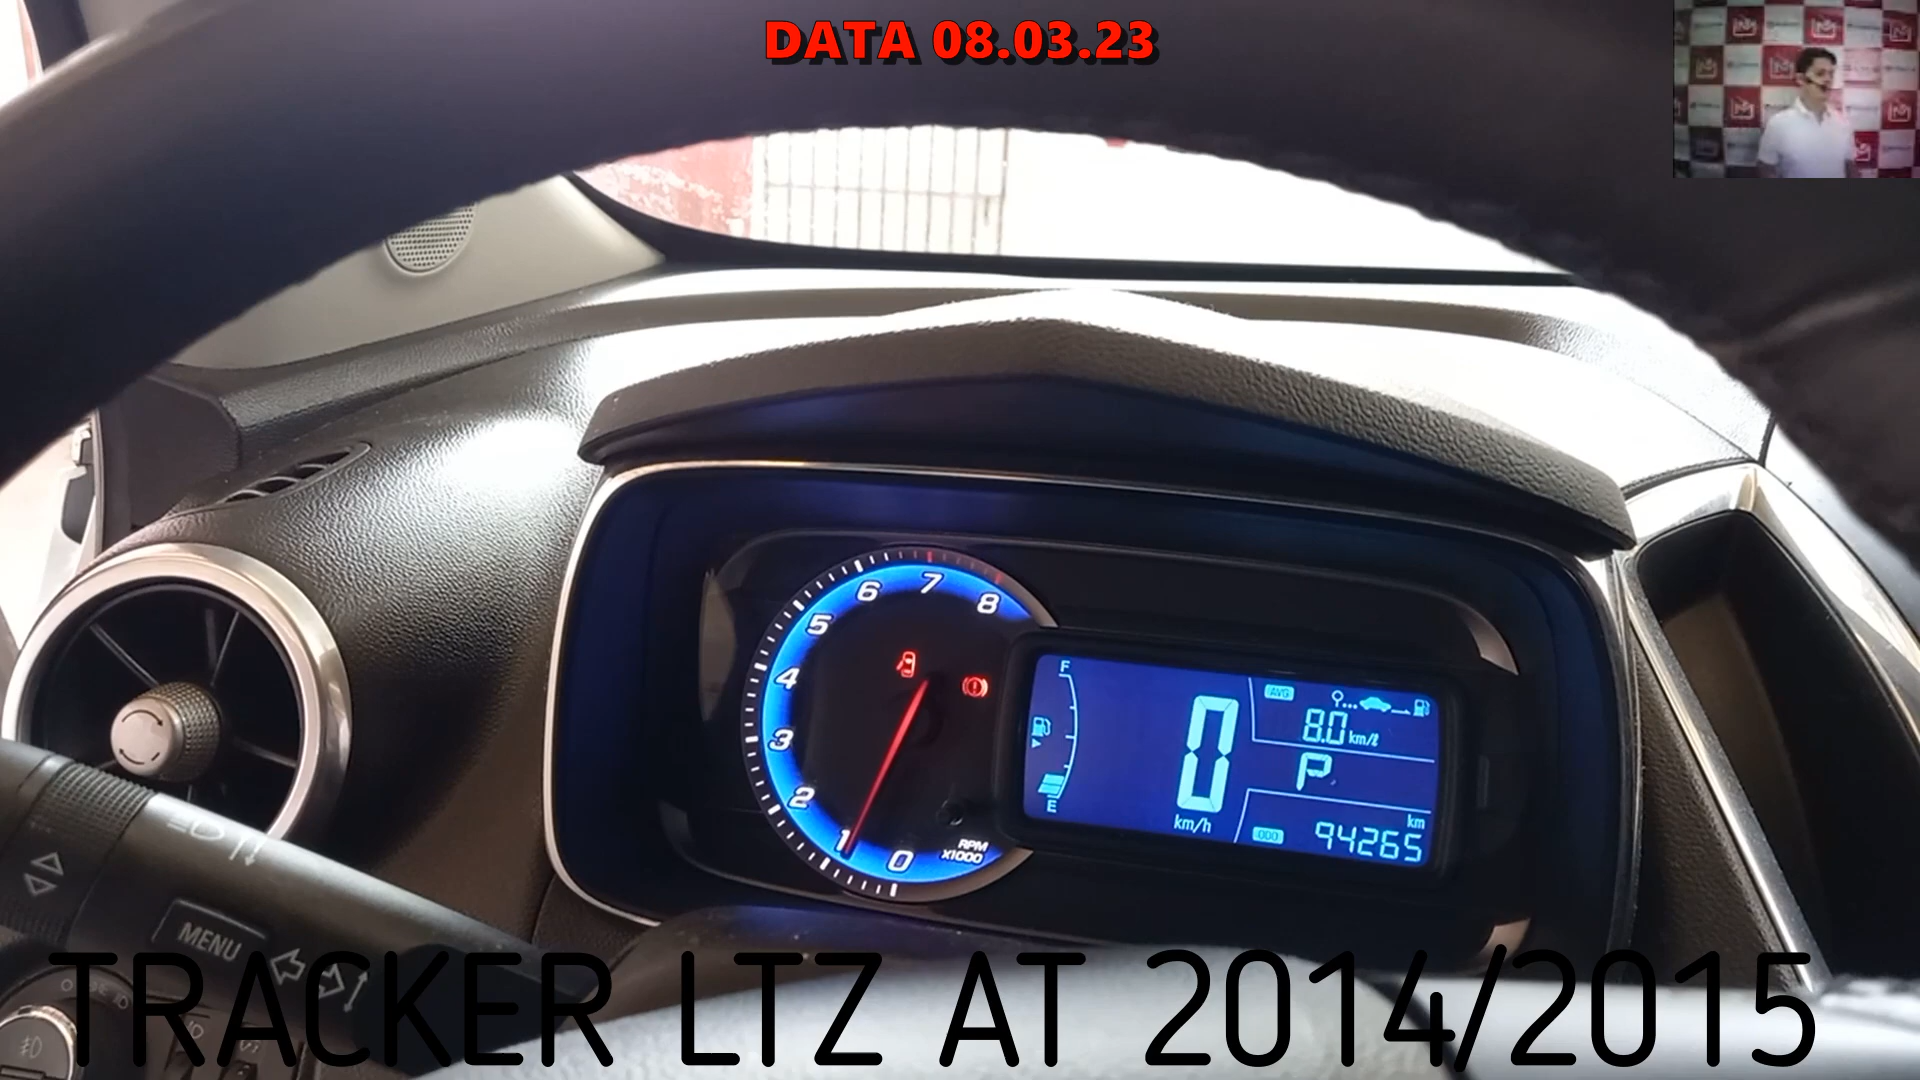 DATA 08.03.23
7
6
8
5
4
3
2
1
0
RPM
X1000
F
E
0
km/h
AVG
8.0 km/ℓ
P
km
ODO 94265
MENU
TRACKER LTZ AT 2014/2015